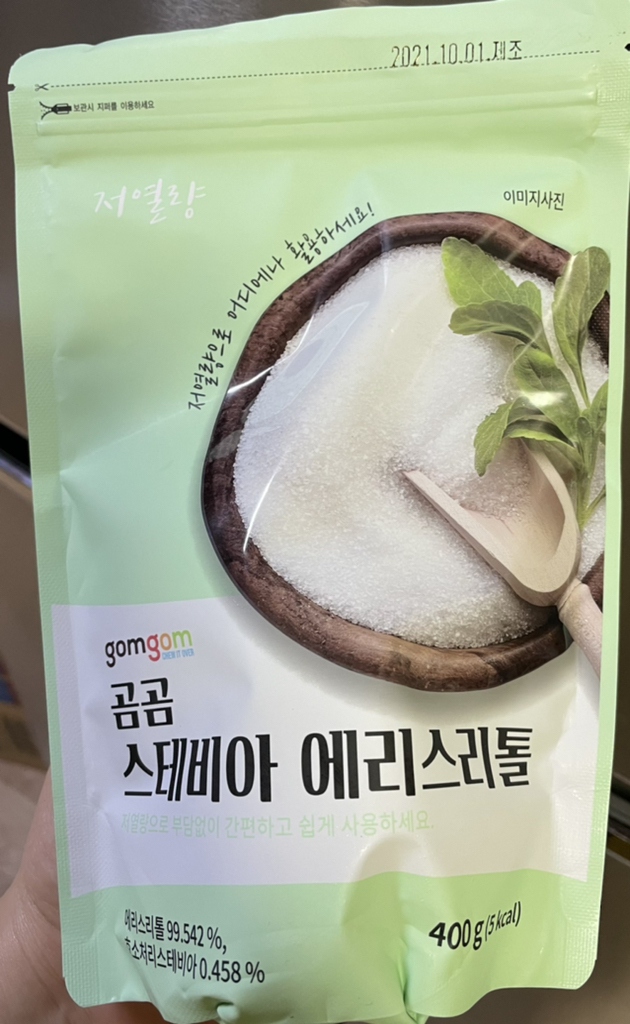 2021.10.01.제조
보관시 지퍼를 이용하세요
저열량
이미지사진
저열량으로 어디에나 활용하세요!
gomgom
곰곰
스테비아 에리스리톨
저열량으로 부담없이 간편하고 쉽게 사용하세요.
에리스리톨 99.542 %,
효소처리스테비아 0.458 %
400 g (5 kcal)